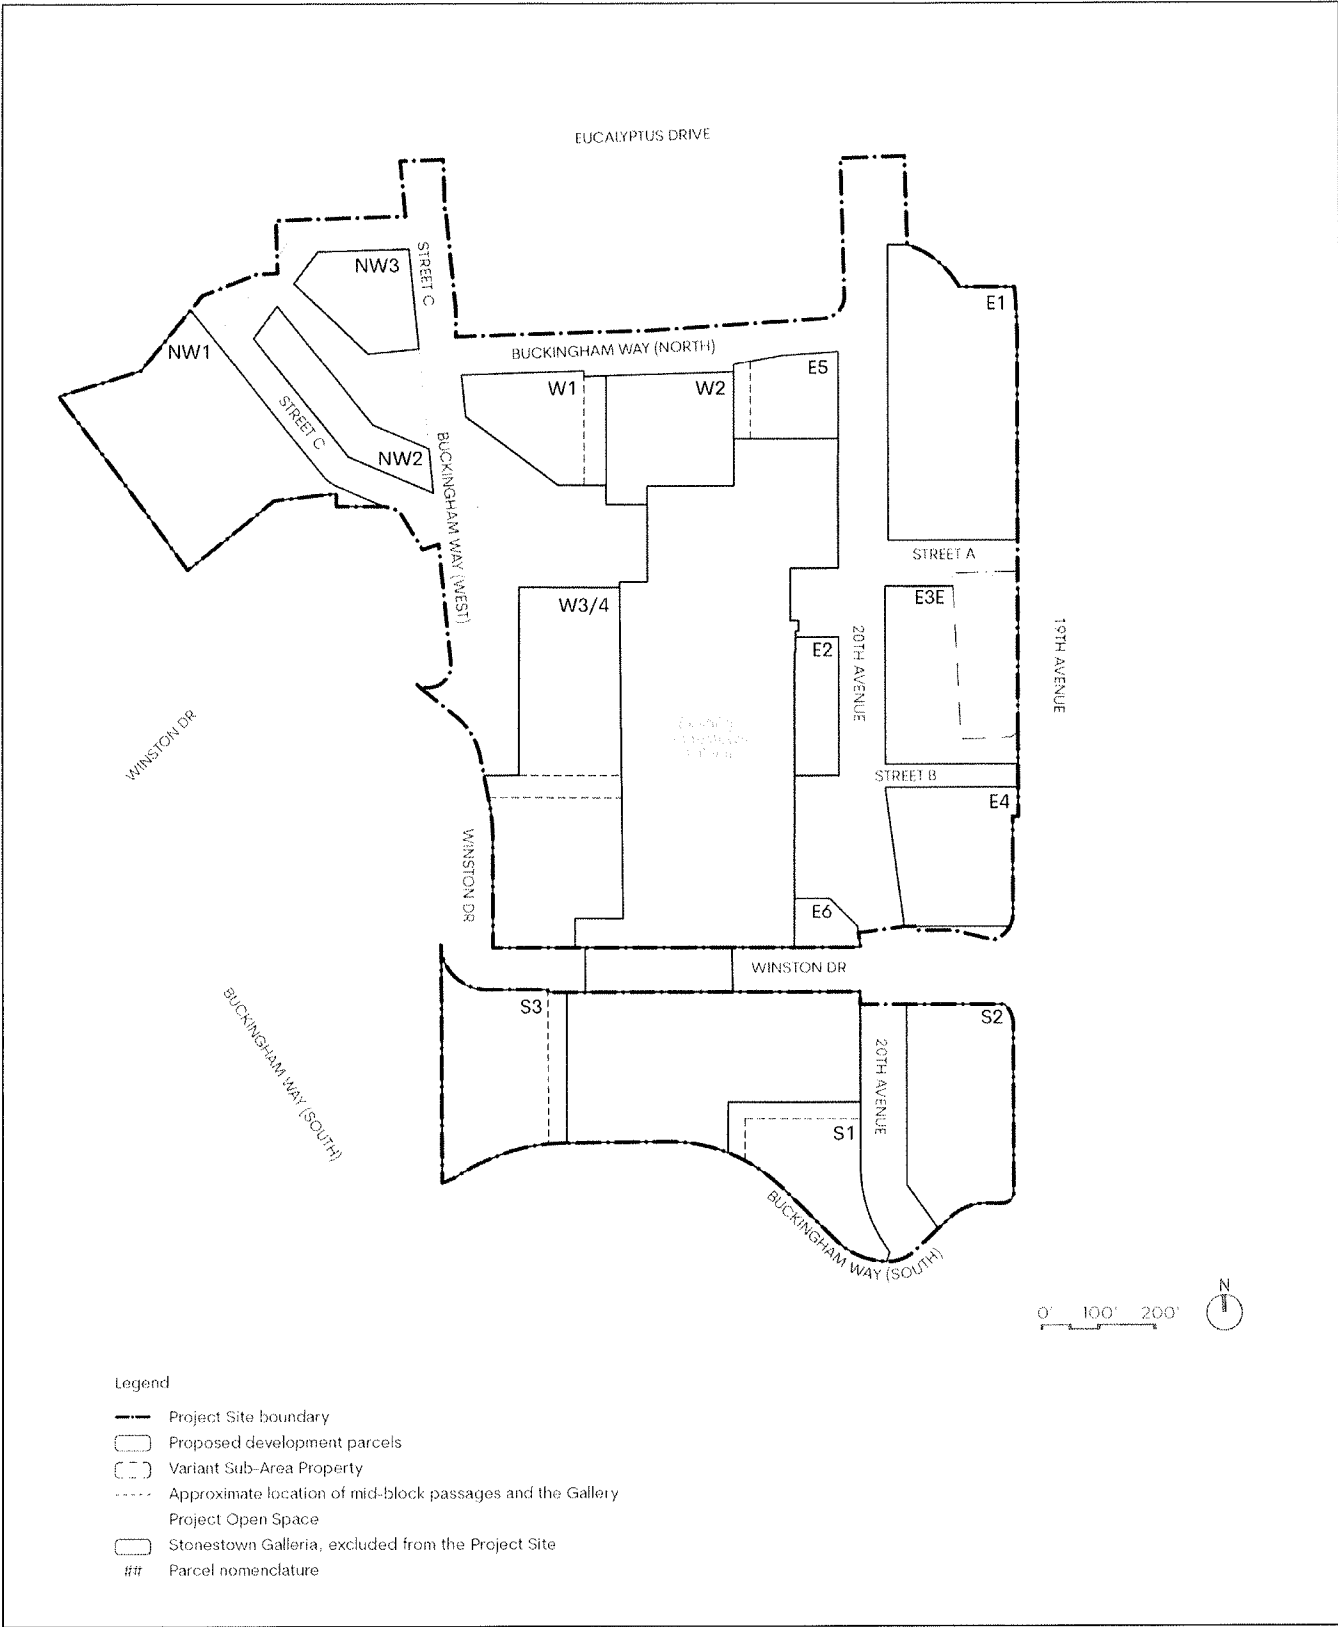 EUCALYPTUS DRIVE
NW3
STREET C
E1
BUCKINGHAM WAY (NORTH)
NW1
E5
W1
W2
STREET C
NW2
BUCKINGHAM WAY (WEST)
STREET A
W3/4
E3E
19TH AVENUE
20TH AVENUE
E2
WINSTON DR
STREET B
E4
WINSTON DR
E6
WINSTON DR
S3
S2
BUCKINGHAM WAY (SOUTH)
20TH AVENUE
S1
BUCKINGHAM WAY (SOUTH)
N
0' 100' 200'
Legend
Project Site boundary
Proposed development parcels
Variant Sub-Area Property
Approximate location of mid-block passages and the Gallery
Project Open Space
Stonestown Galleria, excluded from the Project Site
## Parcel nomenclature